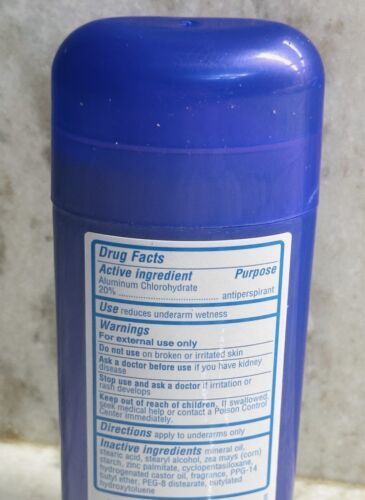 Drug Facts
Active ingredient Purpose
Aluminum Chlorohydrate
20% ........................................ antiperspirant
Use reduces underarm wetness
Warnings
For external use only
Do not use on broken or irritated skin
Ask a doctor before use if you have kidney
disease
Stop use and ask a doctor if irritation or
rash develops
Keep out of reach of children. If swallowed,
seek medical help or contact a Poison Control
Center immediately.
Directions apply to underarms only
Inactive ingredients mineral oil,
stearic acid, stearyl alcohol, zea mays (corn)
starch, zinc palmitate, cyclopentasiloxane,
hydrogenated castor oil, fragrance, PPG-14
butyl ether, PEG-8 distearate, butylated
hydroxytoluene